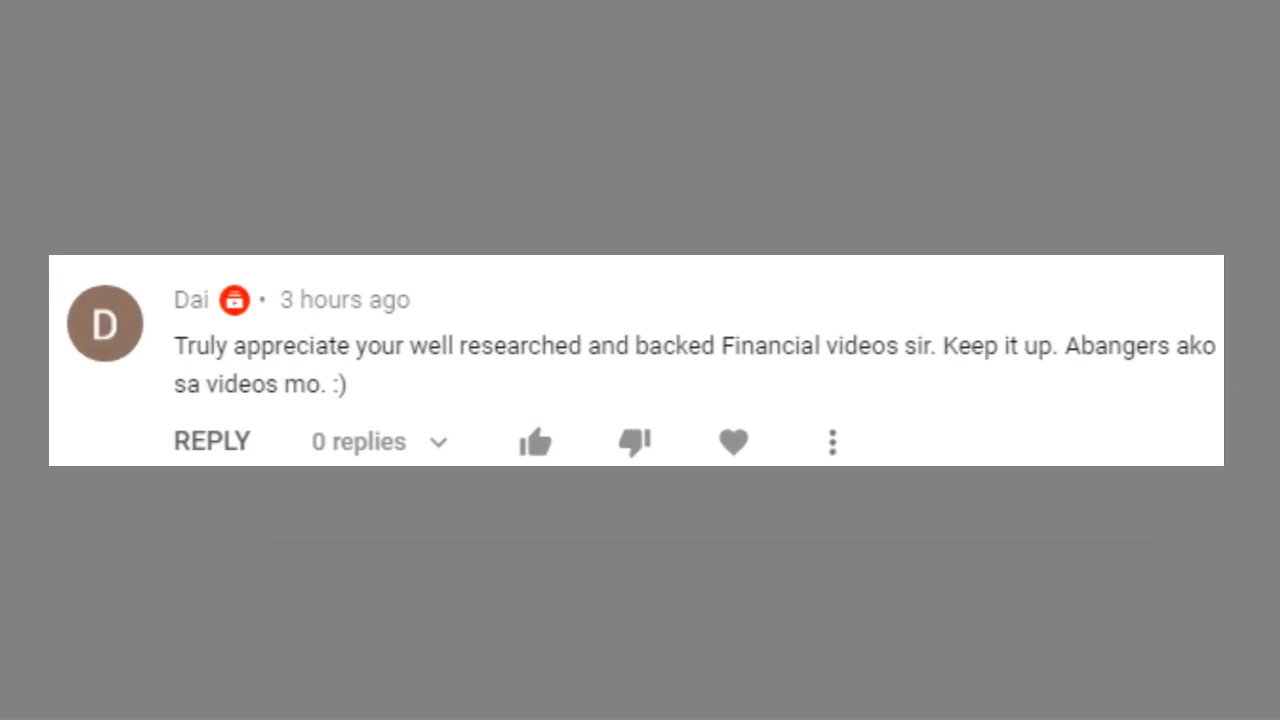 D
Dai • 3 hours ago
Truly appreciate your well researched and backed Financial videos sir. Keep it up. Abangers ako
sa videos mo. :)
REPLY 0 replies